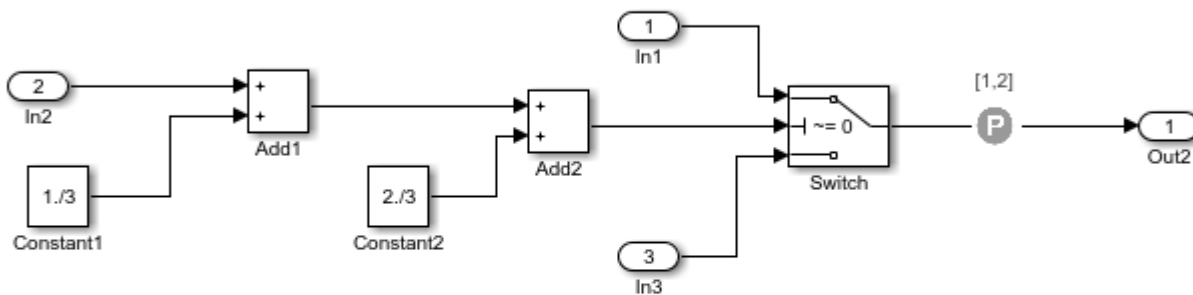 1
In1
2
In2
+
+
Add1
1./3
Constant1
+
+
Add2
2./3
Constant2
~= 0
Switch
3
In3
[1,2]
P
1
Out2